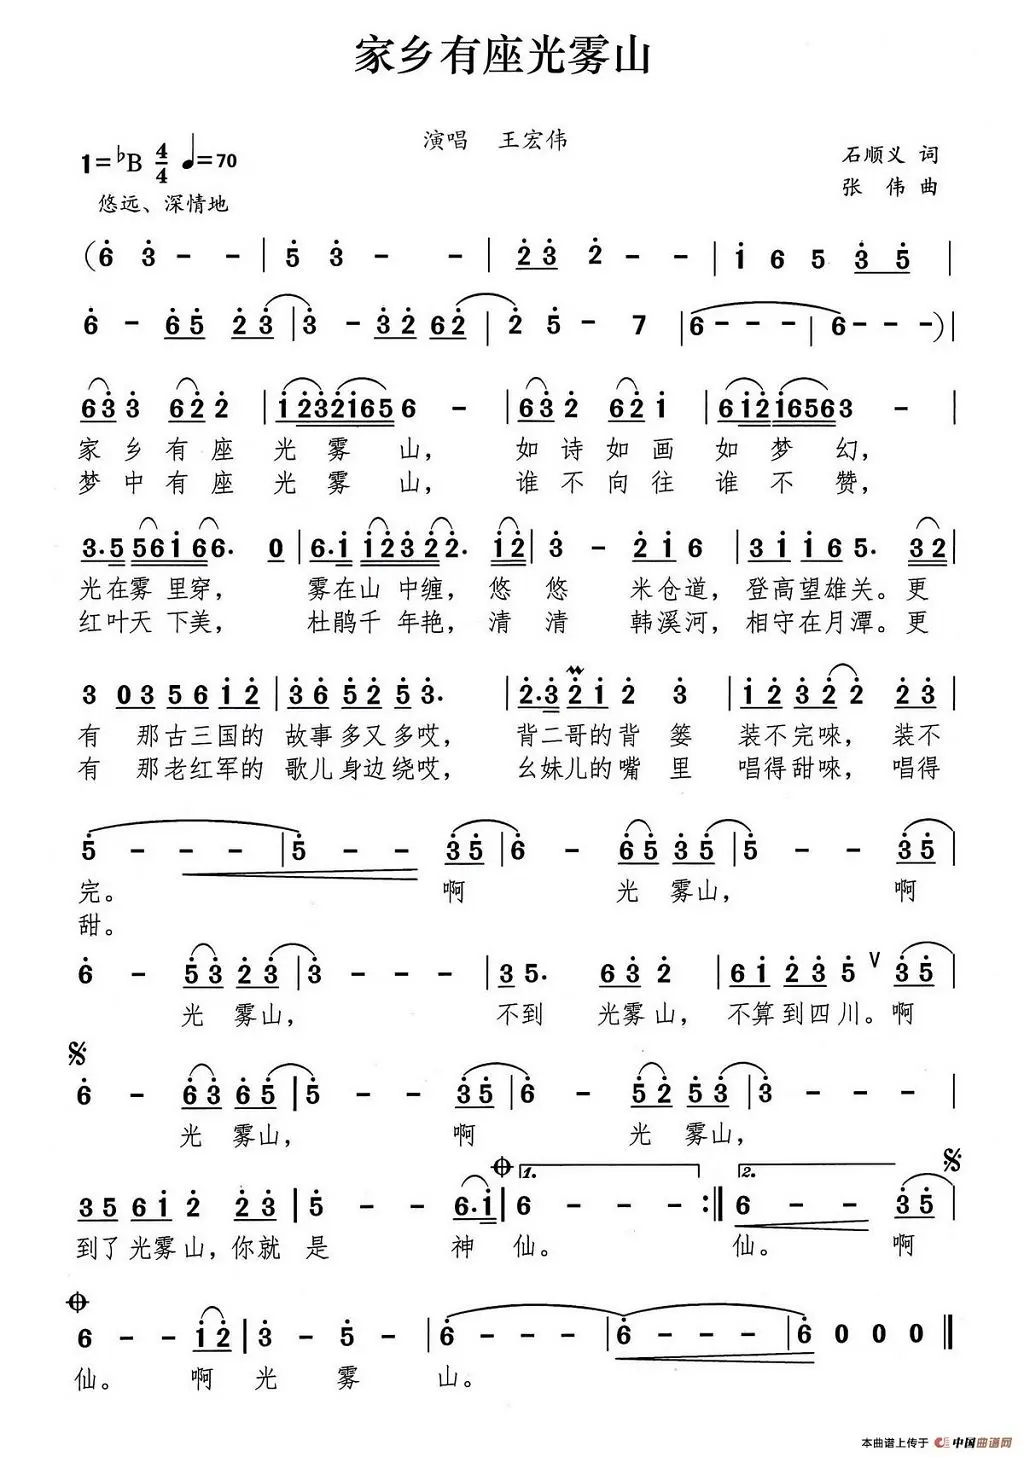 家乡有座光雾山
演唱 王宏伟
1=♭B 4/4 ♩=70
石顺义 词
悠远、深情地
张 伟 曲
(6 3 - - | 5 3 - - | 2 3 2 - - | 1 6 5 3 5 |
6 - 6 5 2 3 | 3 - 3 2 6 2 | 2 5 - 7 | 6 - - - | 6 - - - )|
6 3 3 6 2 2 | 1 2 3 2 1 6 5 6 - | 6 3 2 6 2 1 | 6 1 2 1 6 5 6 3 - |
家乡有座光雾山，如诗如画如梦幻，
梦中有座光雾山，谁不向往谁不赞，
3. 5 5 6 1 6 6. 0 | 6. 1 1 2 3 2 2. 1 2 | 3 - 2 1 6 | 3 1 1 6 5. 3 2 |
光在雾里穿，雾在山中缠，悠悠米仓道，登高望雄关。更
红叶天下美，杜鹃千年艳，清清韩溪河，相守在月潭。更
3 0 3 5 6 1 2 | 3 6 5 2 5 3. | 2. 3 2 1 2 3 | 1 2 3 2 2 2 3 |
有那古三国的故事多又多哎，背二哥的背篓装不完唻，装不
有那老红军的歌儿身边绕哎，幺妹儿的嘴里唱得甜唻，唱得
5 - - - | 5 - - 3 5 | 6 - 6 5 3 5 | 5 - - 3 5 |
完。啊光雾山，啊
甜。
6 - 5 3 2 3 | 3 - - - | 3 5. 6 3 2 | 6 1 2 3 5 V 3 5 |
光雾山，不到光雾山，不算到四川。啊
6 - 6 3 6 5 | 5 - - 3 5 | 6 - 5 2 5 3 | 3 - - - |
光雾山，啊光雾山，
1. 2.
3 5 6 1 2 2 3 | 5 - - 6. 1 | 6 - - - :‖ 6 - - 3 5 |
到了光雾山，你就是神仙。仙。啊
6 - - 1 2 | 3 - 5 - | 6 - - - | 6 - - - | 6 0 0 0 ‖
仙。啊光雾山。
本曲谱上传于 中国曲谱网